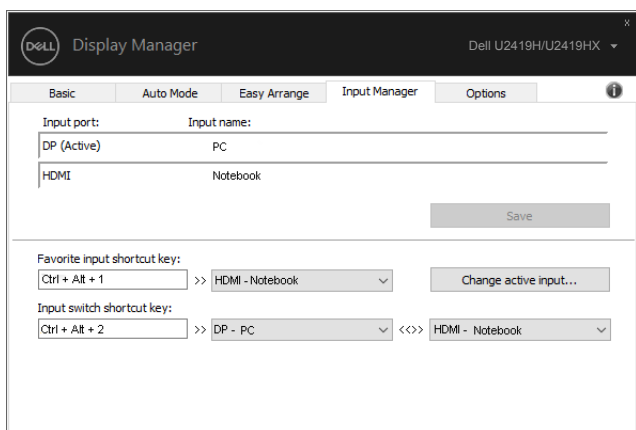 x
DELL Display Manager Dell U2419H/U2419HX
Basic Auto Mode Easy Arrange Input Manager Options i
Input port: Input name:
DP (Active) PC
HDMI Notebook
Save
Favorite input shortcut key:
Ctrl + Alt + 1 >> HDMI - Notebook Change active input...
Input switch shortcut key:
Ctrl + Alt + 2 >> DP - PC <<>> HDMI - Notebook